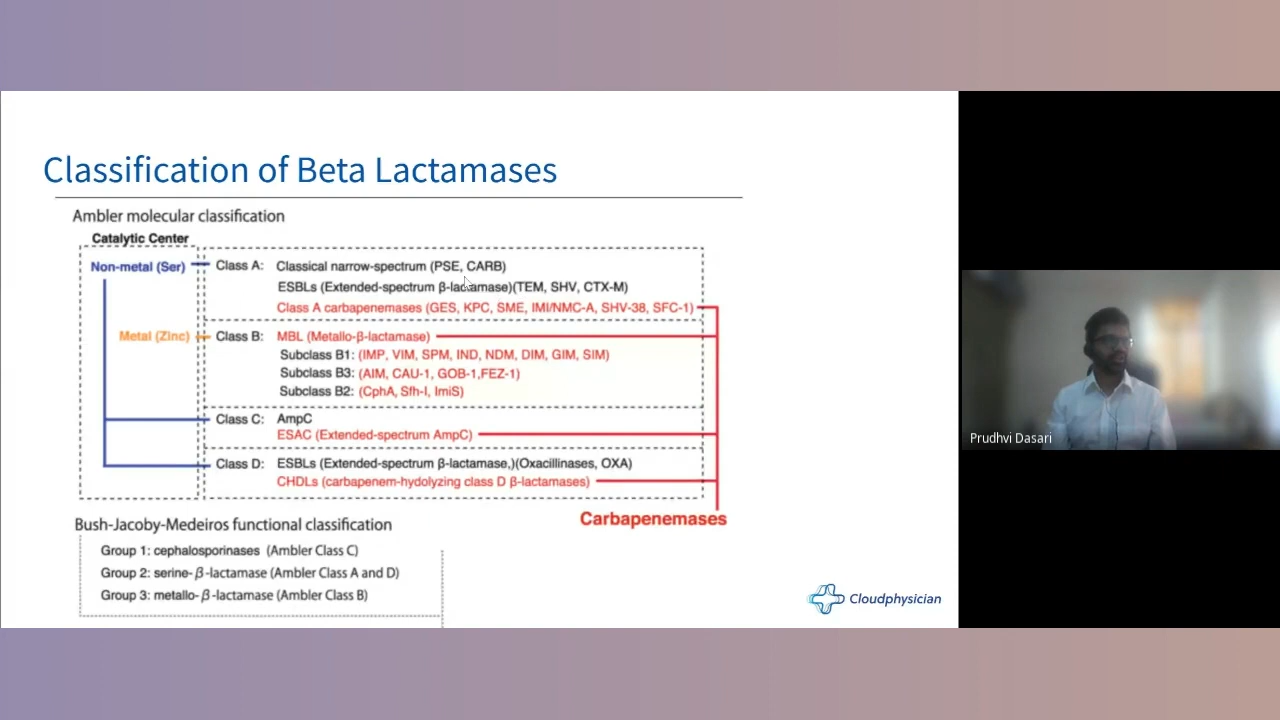 Classification of Beta Lactamases
Ambler molecular classification
Catalytic Center
Non-metal (Ser)
Class A: Classical narrow-spectrum (PSE, CARB)
ESBLs (Extended-spectrum β-lactamase)(TEM, SHV, CTX-M)
Class A carbapenemases (GES, KPC, SME, IMI/NMC-A, SHV-38, SFC-1)
Metal (Zinc)
Class B: MBL (Metallo-β-lactamase)
Subclass B1: (IMP, VIM, SPM, IND, NDM, DIM, GIM, SIM)
Subclass B3: (AIM, CAU-1, GOB-1,FEZ-1)
Subclass B2: (CphA, Sfh-I, ImiS)
Class C: AmpC
ESAC (Extended-spectrum AmpC)
Class D: ESBLs (Extended-spectrum β-lactamase,)(Oxacillinases, OXA)
CHDLs (carbapenem-hydolyzing class D β-lactamases)
Carbapenemases
Bush-Jacoby-Medeiros functional classification
Group 1: cephalosporinases (Ambler Class C)
Group 2: serine-β-lactamase (Ambler Class A and D)
Group 3: metallo-β-lactamase (Ambler Class B)
Cloudphysician
Prudhvi Dasari